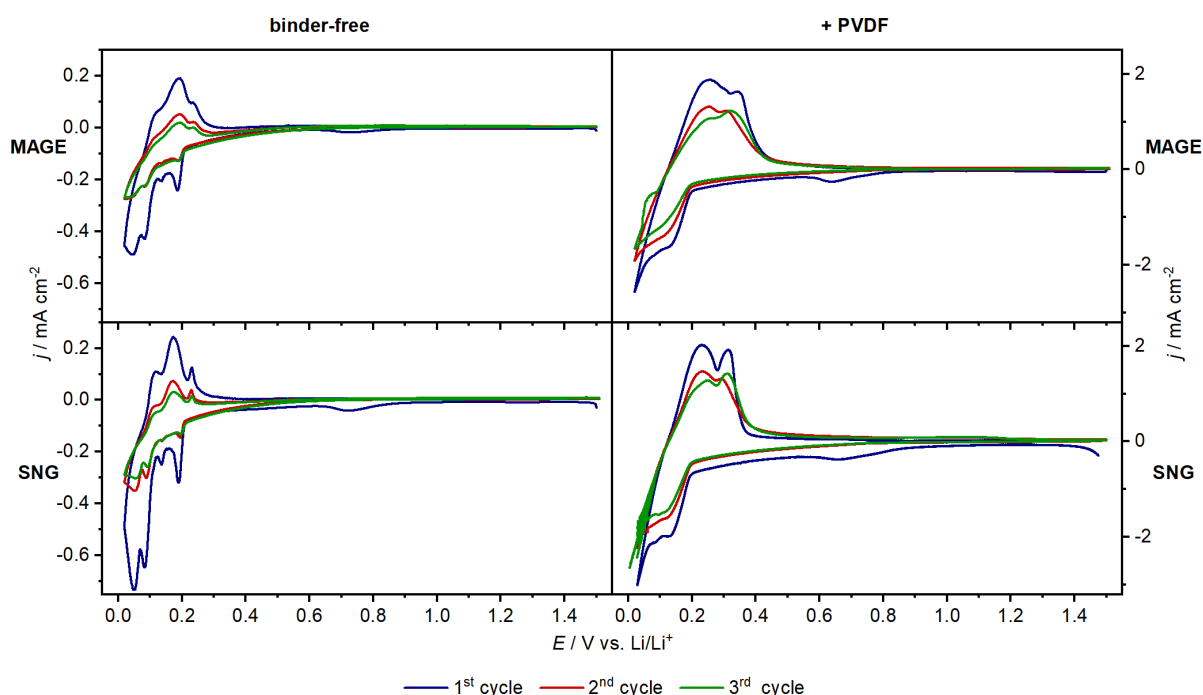 binder-free
+ PVDF
MAGE
MAGE
SNG
SNG
0.2
0.0
-0.2
-0.4
-0.6
0.2
0.0
-0.2
-0.4
-0.6
2
0
-2
2
0
-2
j / mA cm-2
j / mA cm-2
0.0 0.2 0.4 0.6 0.8 1.0 1.2 1.4
0.0 0.2 0.4 0.6 0.8 1.0 1.2 1.4
E / V vs. Li/Li+
1st cycle 2nd cycle 3rd cycle